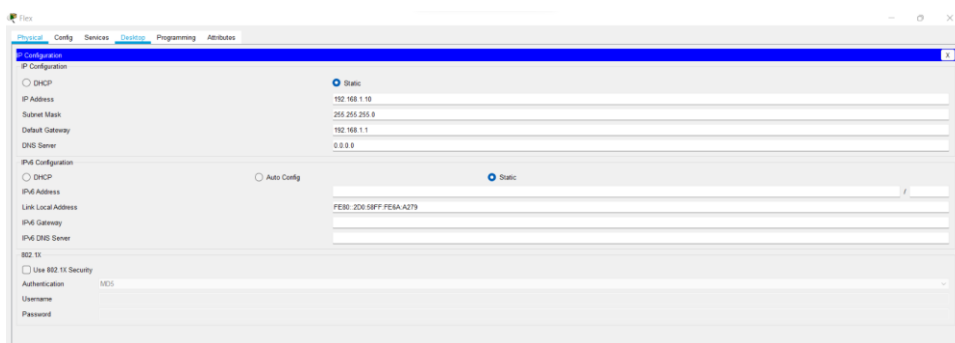 Flex
Physical Config Services Desktop Programming Attributes
IP Configuration X
IP Configuration
DHCP Static
IP Address 192.168.1.10
Subnet Mask 255.255.255.0
Default Gateway 192.168.1.1
DNS Server 0.0.0.0
IPv6 Configuration
DHCP Auto Config Static
IPv6 Address /
Link Local Address FE80::2D0:58FF:FE6A:A279
IPv6 Gateway
IPv6 DNS Server
802.1X
Use 802.1X Security
Authentication MD5
Username
Password